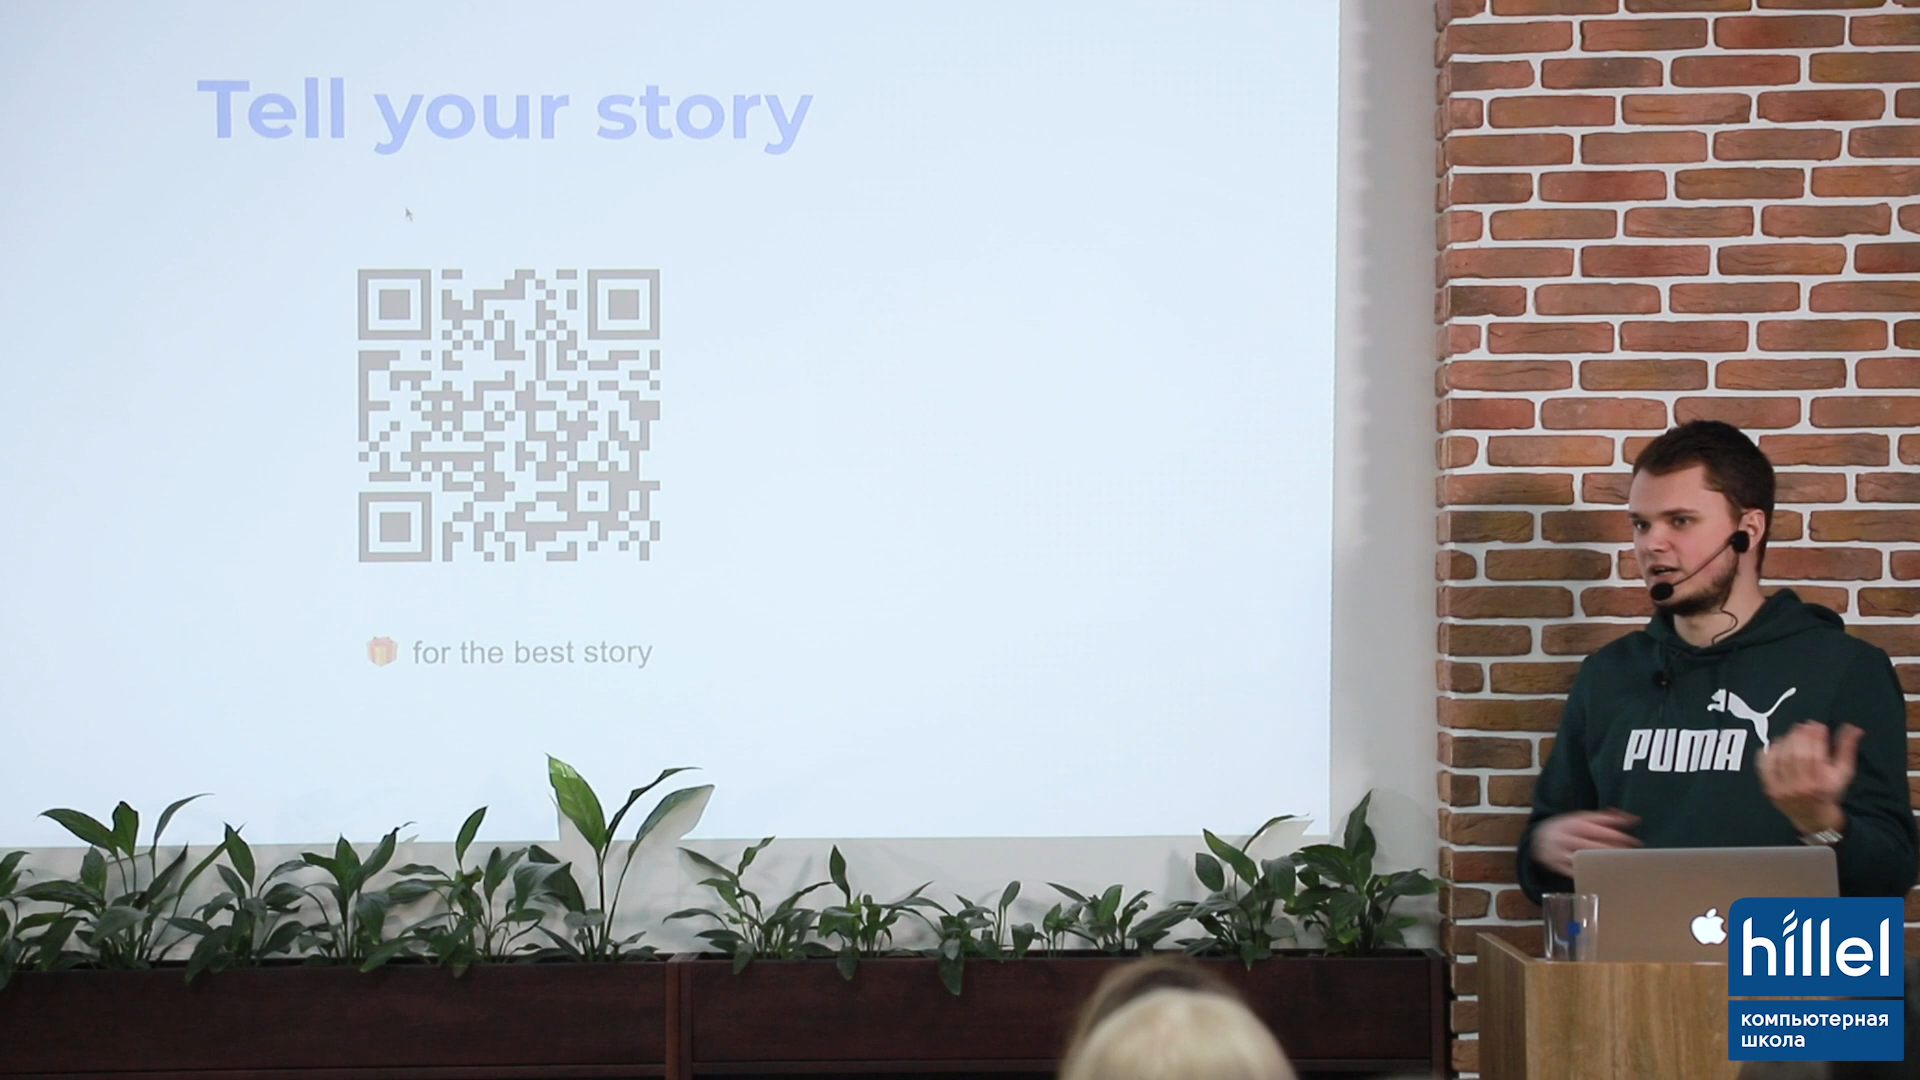 Tell your story
for the best story
PUMA
hillel
компьютерная
школа